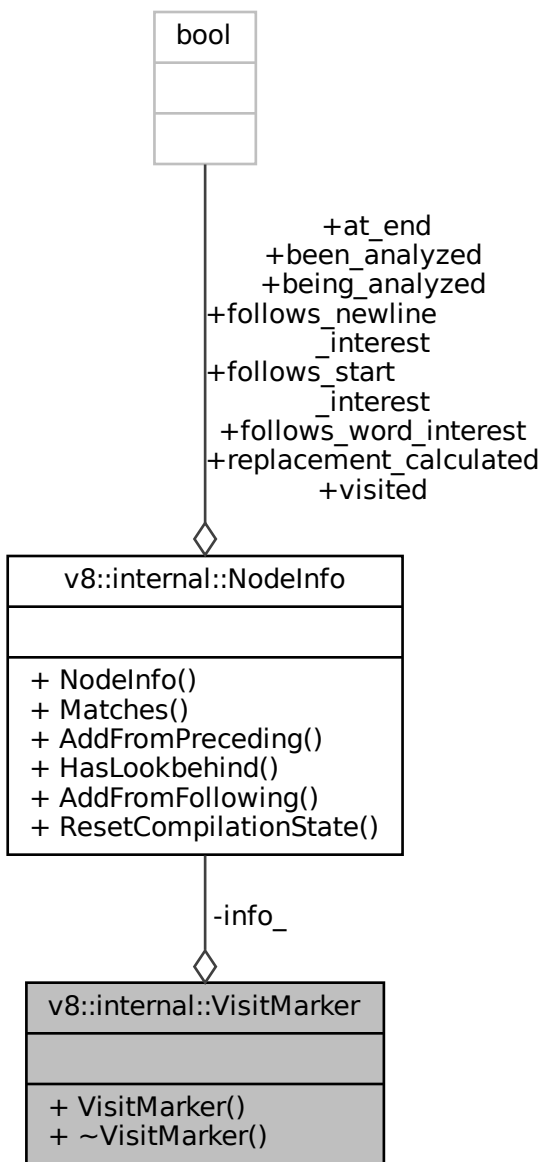 bool
+at_end
+been_analyzed
+being_analyzed
+follows_newline
_interest
+follows_start
_interest
+follows_word_interest
+replacement_calculated
+visited
v8::internal::NodeInfo
+ NodeInfo()
+ Matches()
+ AddFromPreceding()
+ HasLookbehind()
+ AddFromFollowing()
+ ResetCompilationState()
-info_
v8::internal::VisitMarker
+ VisitMarker()
+ ~VisitMarker()